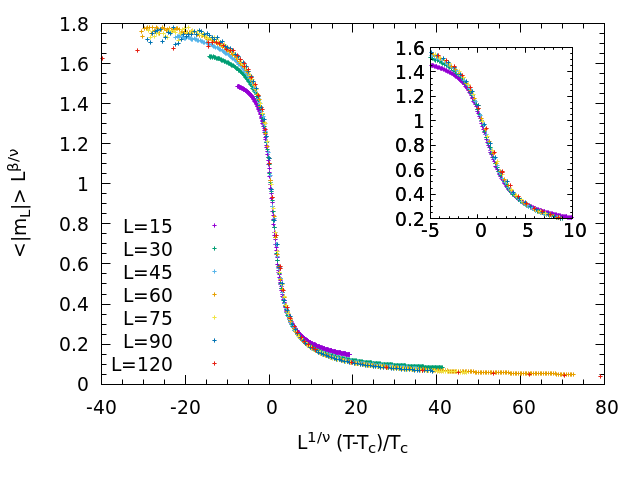 1.8
1.6
1.4
1.2
1
0.8
0.6
0.4
0.2
0
<|m_L|> L^β/ν
1.6
1.4
1.2
1
0.8
0.6
0.4
0.2
-5 0 5 10
L=15
L=30
L=45
L=60
L=75
L=90
L=120
-40 -20 0 20 40 60 80
L^1/ν (T-T_c)/T_c